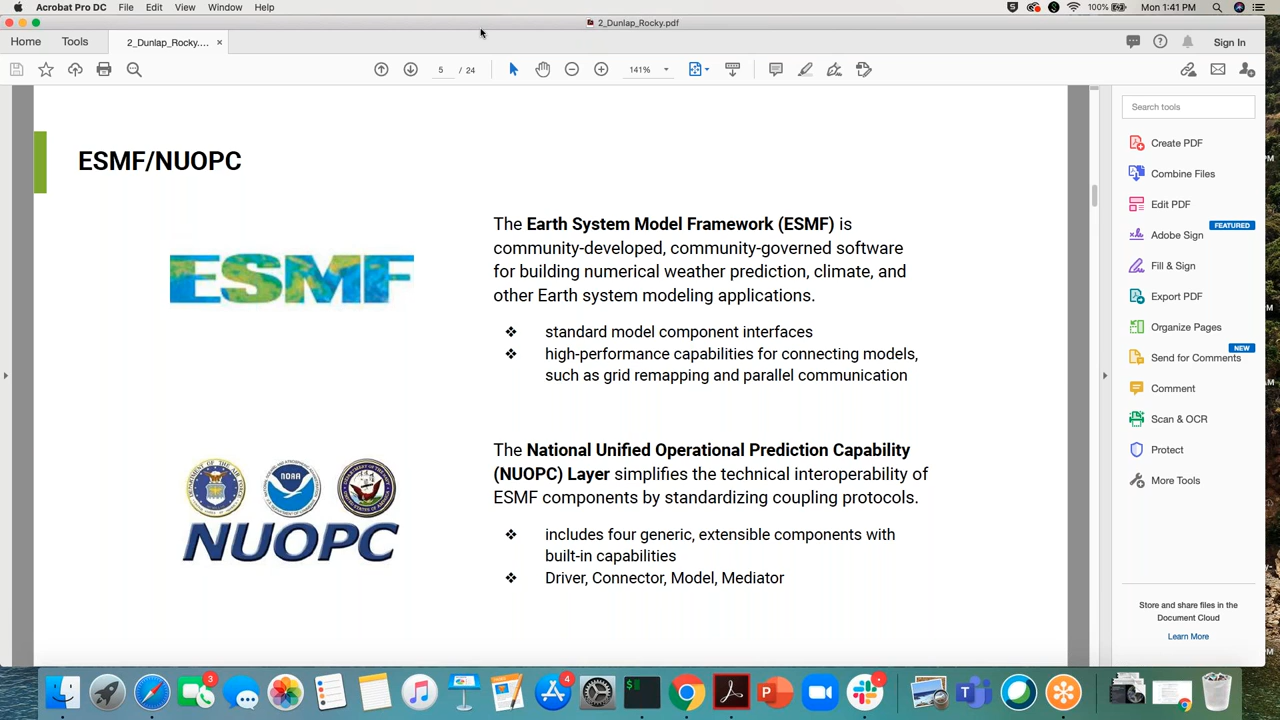 Acrobat Pro DC File Edit View Window Help 100% Mon 1:41 PM
2_Dunlap_Rocky.pdf
Home Tools 2_Dunlap_Rocky.... × Sign In
5 / 24 141%
Search tools
ESMF/NUOPC
ESMF
The Earth System Model Framework (ESMF) is
community-developed, community-governed software
for building numerical weather prediction, climate, and
other Earth system modeling applications.
❖ standard model component interfaces
❖ high-performance capabilities for connecting models,
such as grid remapping and parallel communication
NOAA
NUOPC
The National Unified Operational Prediction Capability
(NUOPC) Layer simplifies the technical interoperability of
ESMF components by standardizing coupling protocols.
❖ includes four generic, extensible components with
built-in capabilities
❖ Driver, Connector, Model, Mediator
Create PDF
Combine Files
Edit PDF
FEATURED
Adobe Sign
Fill & Sign
Export PDF
Organize Pages
NEW
Send for Comments
Comment
Scan & OCR
Protect
More Tools
Store and share files in the
Document Cloud
Learn More
3
4